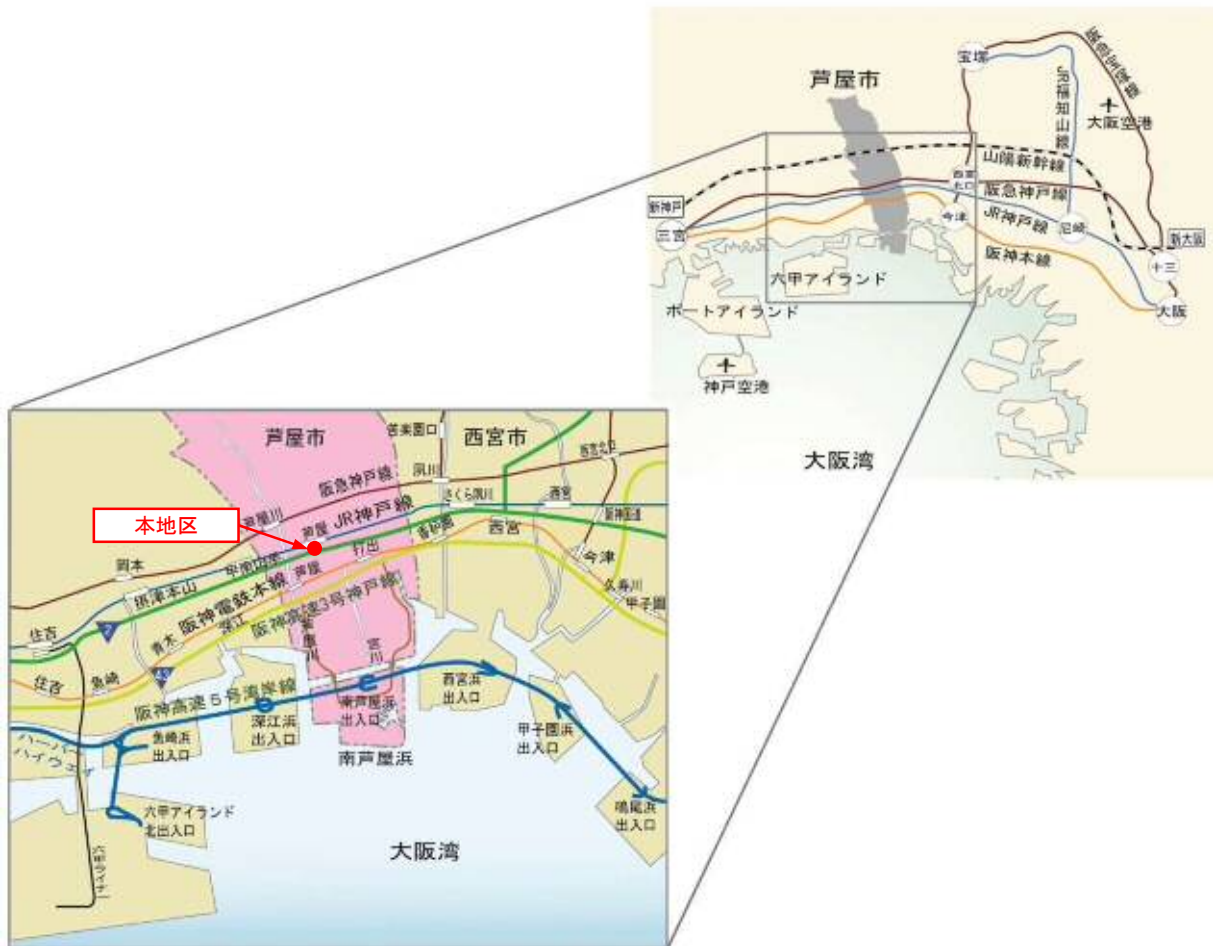 宝塚
阪急宝塚線
芦屋市
JR福知山線
大阪空港
山陽新幹線
西宮
北口
阪急神戸線
新神戸
今津
JR神戸線
尼崎
三宮
新大阪
阪神本線
十三
六甲アイランド
大阪
ポートアイランド
神戸空港
大阪湾
芦屋市
苦楽園口
西宮市
西宮北口
阪急神戸線
夙川
芦屋川
さくら夙川
西宮
本地区
芦屋
JR神戸線
香櫨園
西宮
阪神国道
打出
岡本
甲南山手
芦屋
今津
摂津本山
阪神電鉄本線
阪神高速3号神戸線
久寿川
甲子園
住吉
2
青木
深江
宮川
43
住吉
魚崎
阪神高速5号湾岸線
南芦屋浜
出入口
西宮浜
出入口
深江浜
出入口
甲子園浜
出入口
ハーバー
ハイウェイ
魚崎浜
出入口
南芦屋浜
鳴尾浜
出入口
六甲アイランド
北出入口
大阪湾
六甲ライナー